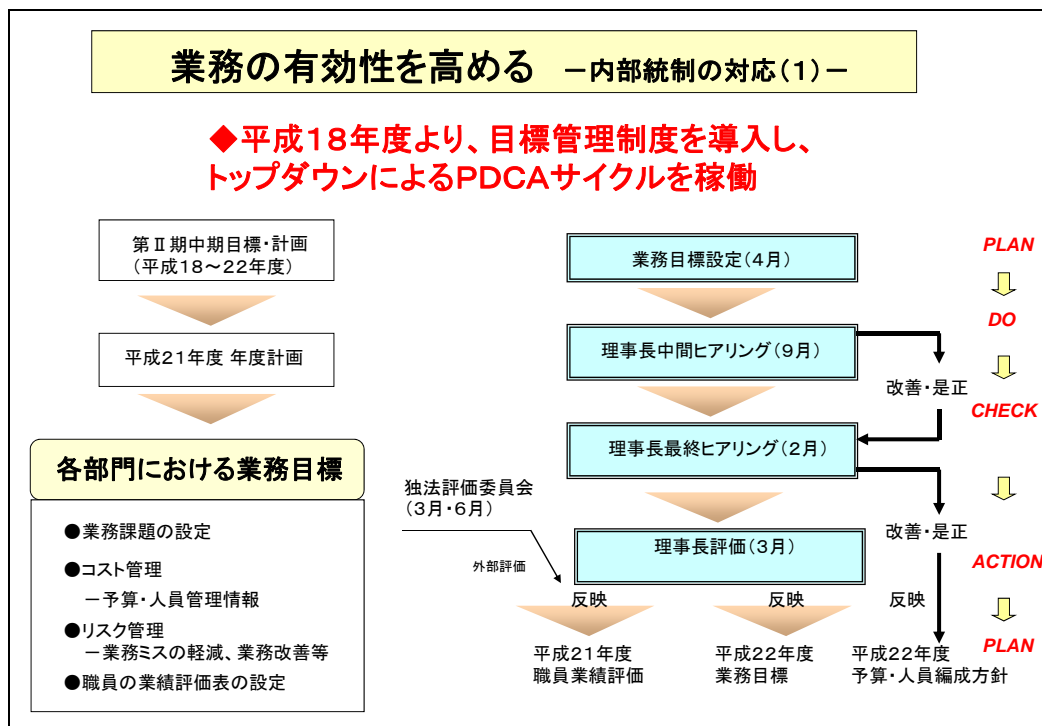 業務の有効性を高める －内部統制の対応(１)－
◆平成１８年度より、目標管理制度を導入し、
トップダウンによるＰＤＣＡサイクルを稼働
第Ⅱ期中期目標・計画
(平成１８～２２年度)
平成２１年度 年度計画
各部門における業務目標
●業務課題の設定
●コスト管理
－予算・人員管理情報
●リスク管理
－業務ミスの軽減、業務改善等
●職員の業績評価表の設定
業務目標設定(４月)
理事長中間ヒアリング(９月)
改善・是正
理事長最終ヒアリング(２月)
独法評価委員会
(３月・６月)
外部評価
改善・是正
理事長評価(３月)
反映
反映
反映
平成２１年度
職員業績評価
平成２２年度
業務目標
平成２２年度
予算・人員編成方針
PLAN
DO
CHECK
ACTION
PLAN